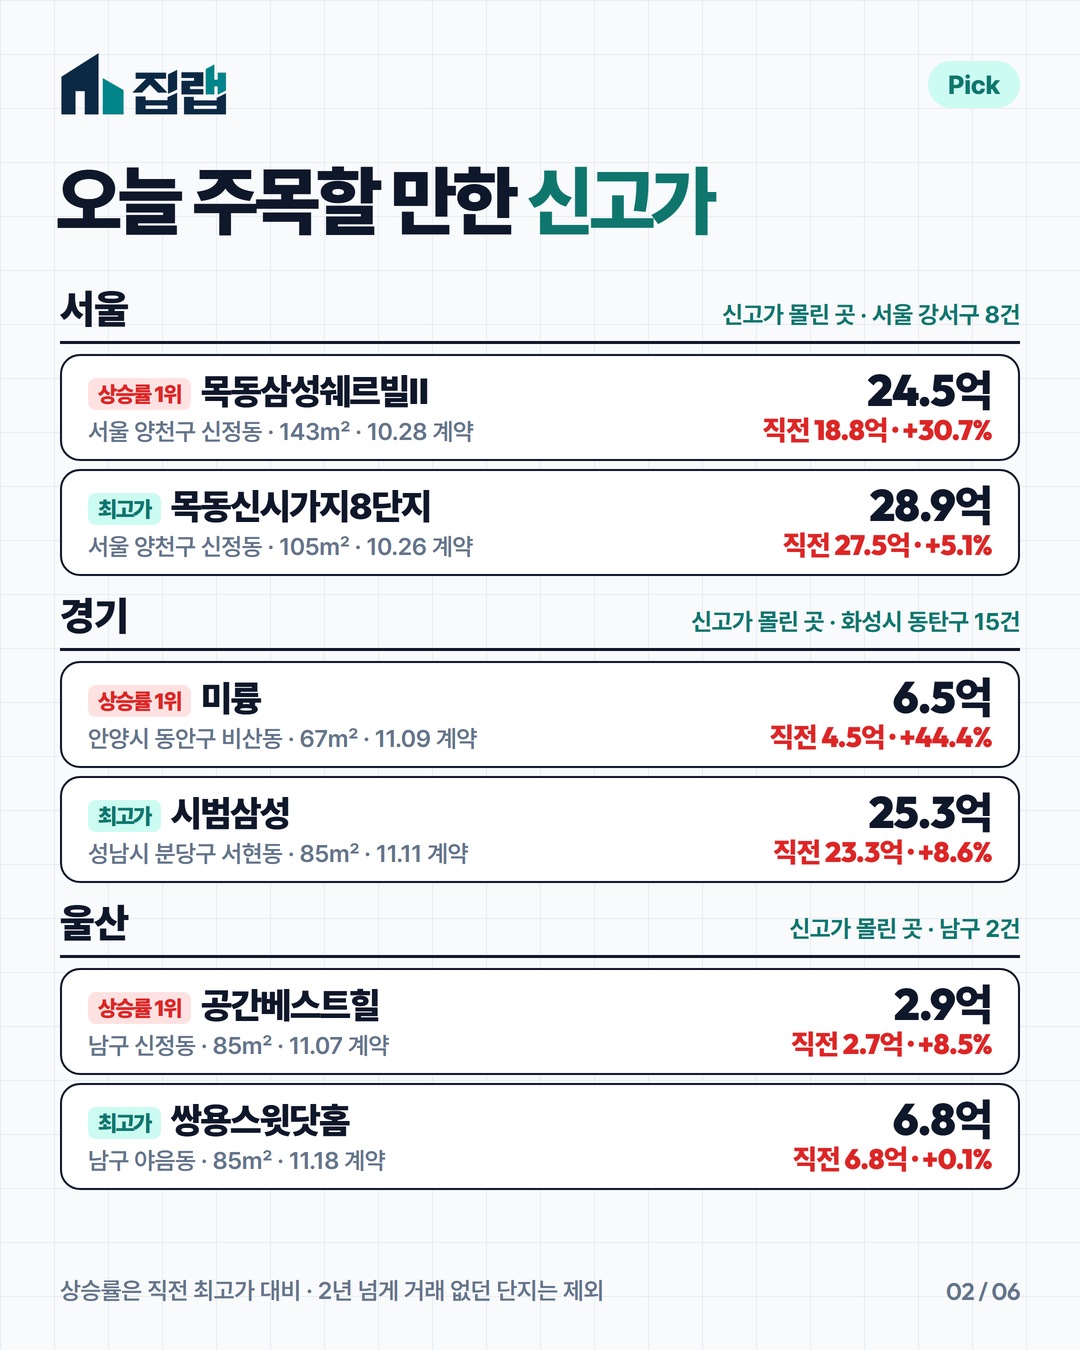 집랩
Pick
오늘 주목할 만한 신고가
서울
신고가 몰린 곳 · 서울 강서구 8건
상승률 1위 목동삼성쉐르빌II
24.5억
서울 양천구 신정동 · 143m² · 10.28 계약
직전 18.8억 · +30.7%
최고가 목동신시가지8단지
28.9억
서울 양천구 신정동 · 105m² · 10.26 계약
직전 27.5억 · +5.1%
경기
신고가 몰린 곳 · 화성시 동탄구 15건
상승률 1위 미륭
6.5억
안양시 동안구 비산동 · 67m² · 11.09 계약
직전 4.5억 · +44.4%
최고가 시범삼성
25.3억
성남시 분당구 서현동 · 85m² · 11.11 계약
직전 23.3억 · +8.6%
울산
신고가 몰린 곳 · 남구 2건
상승률 1위 공간베스트힐
2.9억
남구 신정동 · 85m² · 11.07 계약
직전 2.7억 · +8.5%
최고가 쌍용스윗닷홈
6.8억
남구 야음동 · 85m² · 11.18 계약
직전 6.8억 · +0.1%
상승률은 직전 최고가 대비 · 2년 넘게 거래 없던 단지는 제외
02 / 06